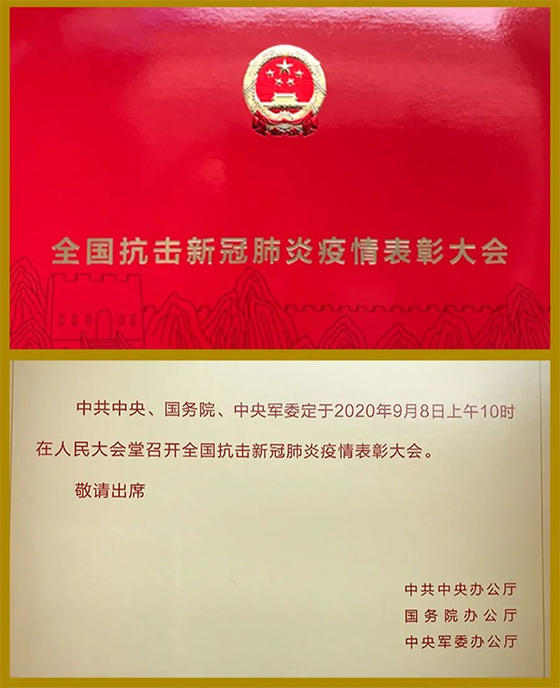 全国抗击新冠肺炎疫情表彰大会
中共中央、国务院、中央军委定于2020年9月8日上午10时
在人民大会堂召开全国抗击新冠肺炎疫情表彰大会。
敬请出席
中共中央办公厅
国务院办公厅
中央军委办公厅